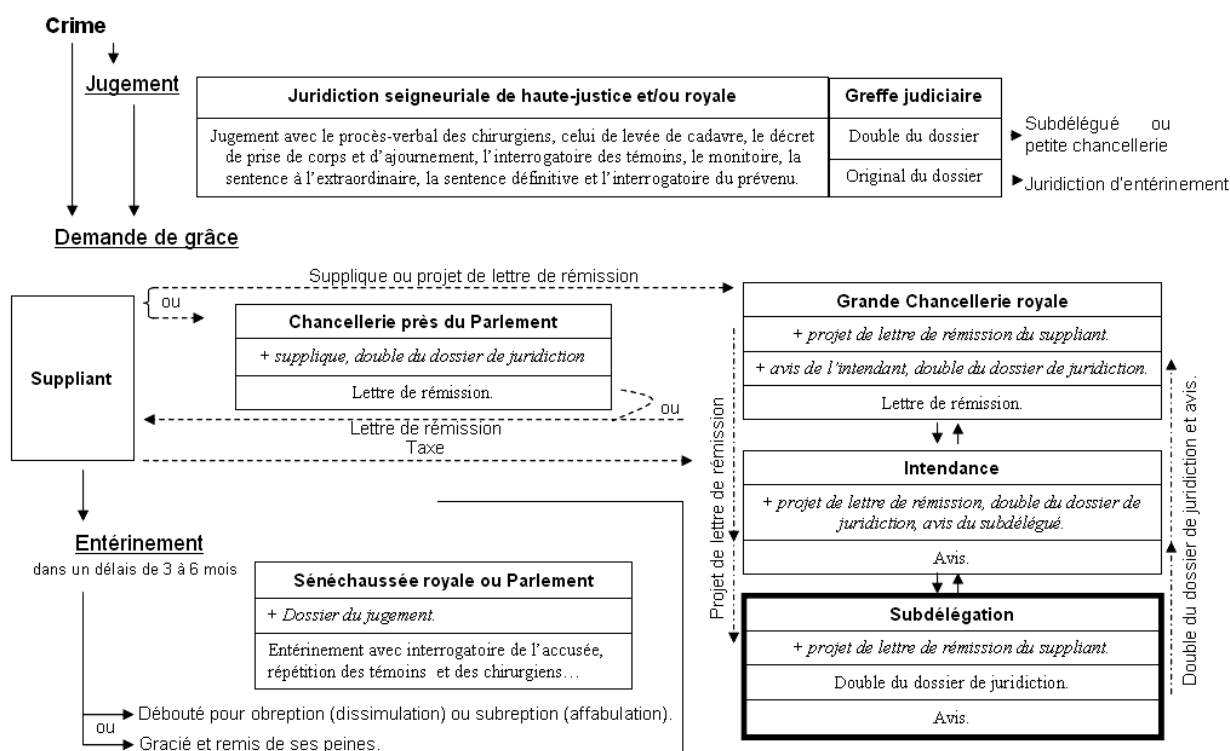 Crime
Jugement
Juridiction seigneuriale de haute-justice et/ou royale
Jugement avec le procès-verbal des chirurgiens, celui de levée de cadavre, le décret
de prise de corps et d'ajournement, l'interrogatoire des témoins, le monitoire, la
sentence à l'extraordinaire, la sentence définitive et l'interrogatoire du prévenu.
Greffe judiciaire
Double du dossier
Original du dossier
Subdélégué ou
petite chancellerie
Juridiction d'entérinement
Demande de grâce
Supplique ou projet de lettre de rémission
ou
Suppliant
Chancellerie près du Parlement
+ supplique, double du dossier de juridiction
Lettre de rémission.
ou
Lettre de rémission
Taxe
Grande Chancellerie royale
+ projet de lettre de rémission du suppliant.
+ avis de l'intendant, double du dossier de juridiction.
Lettre de rémission.
Projet de lettre de rémission
Double du dossier de juridiction et avis.
Intendance
+ projet de lettre de rémission, double du dossier de
juridiction, avis du subdélégué.
Avis.
Subdélégation
+ projet de lettre de rémission du suppliant.
Double du dossier de juridiction.
Avis.
Entérinement
dans un délais de 3 à 6 mois
Sénéchaussée royale ou Parlement
+ Dossier du jugement.
Entérinement avec interrogatoire de l'accusée,
répétition des témoins et des chirurgiens…
Débouté pour obreption (dissimulation) ou subreption (affabulation).
ou
Gracié et remis de ses peines.